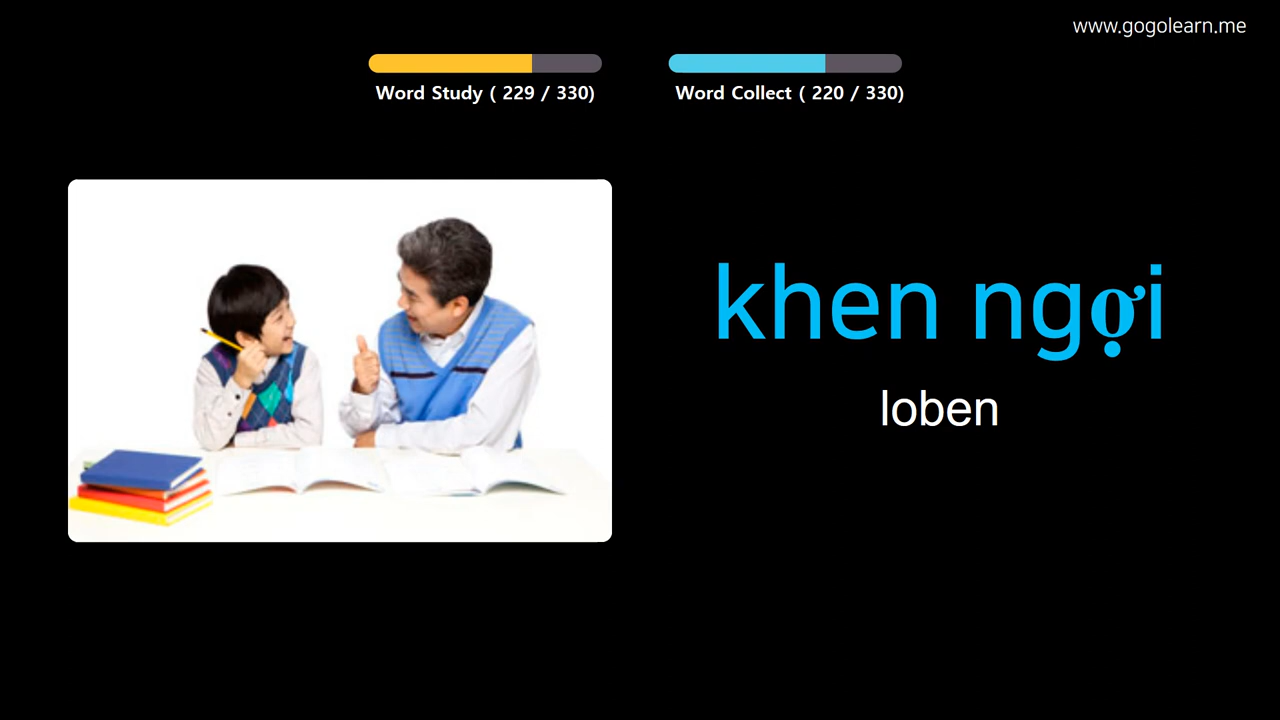 www.gogolearn.me
Word Study ( 229 / 330)
Word Collect ( 220 / 330)
khen ngợi
loben